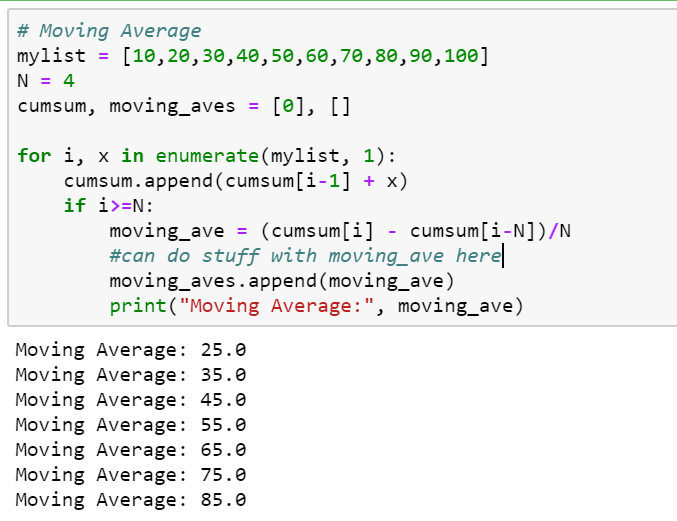 # Moving Average
mylist = [10,20,30,40,50,60,70,80,90,100]
N = 4
cumsum, moving_aves = [0], []

for i, x in enumerate(mylist, 1):
    cumsum.append(cumsum[i-1] + x)
    if i>=N:
        moving_ave = (cumsum[i] - cumsum[i-N])/N
        #can do stuff with moving_ave here
        moving_aves.append(moving_ave)
        print("Moving Average:", moving_ave)
Moving Average: 25.0
Moving Average: 35.0
Moving Average: 45.0
Moving Average: 55.0
Moving Average: 65.0
Moving Average: 75.0
Moving Average: 85.0